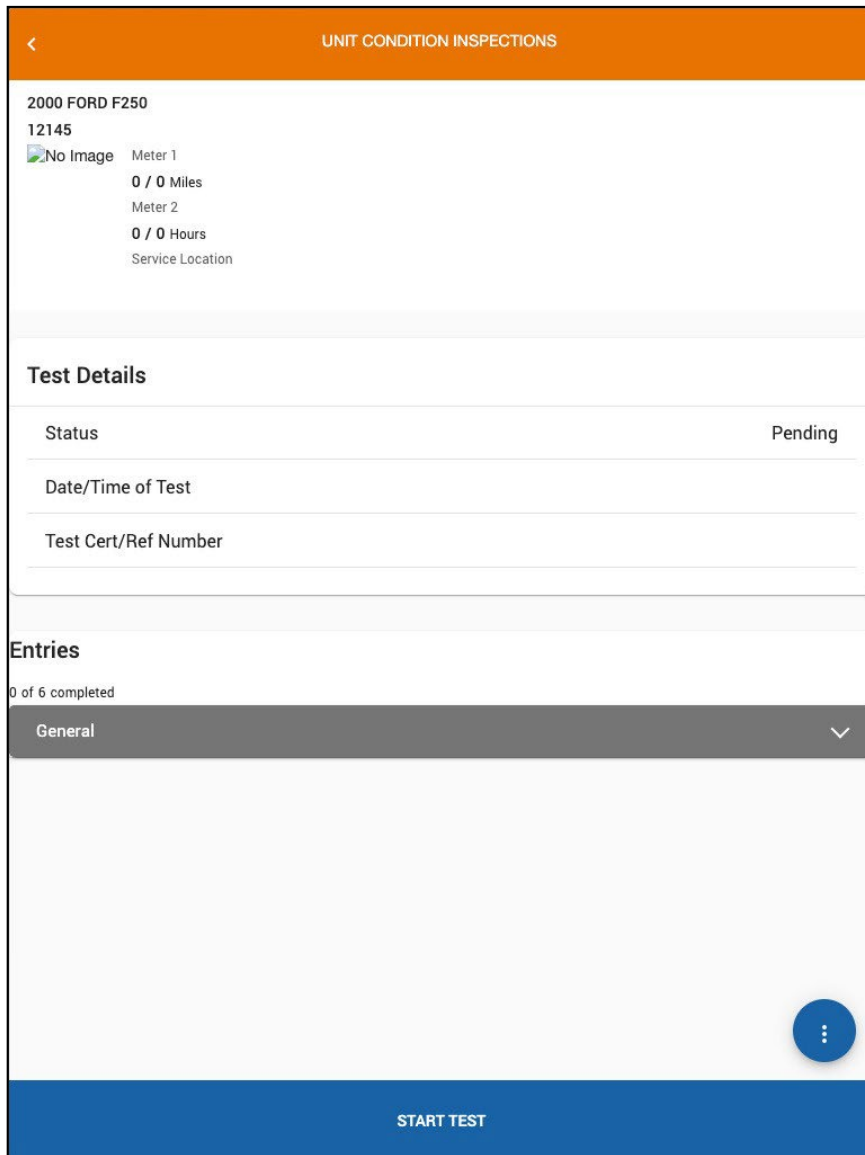 UNIT CONDITION INSPECTIONS
2000 FORD F250
12145
No Image
Meter 1
0 / 0 Miles
Meter 2
0 / 0 Hours
Service Location
Test Details
Status Pending
Date/Time of Test
Test Cert/Ref Number
Entries
0 of 6 completed
General
START TEST